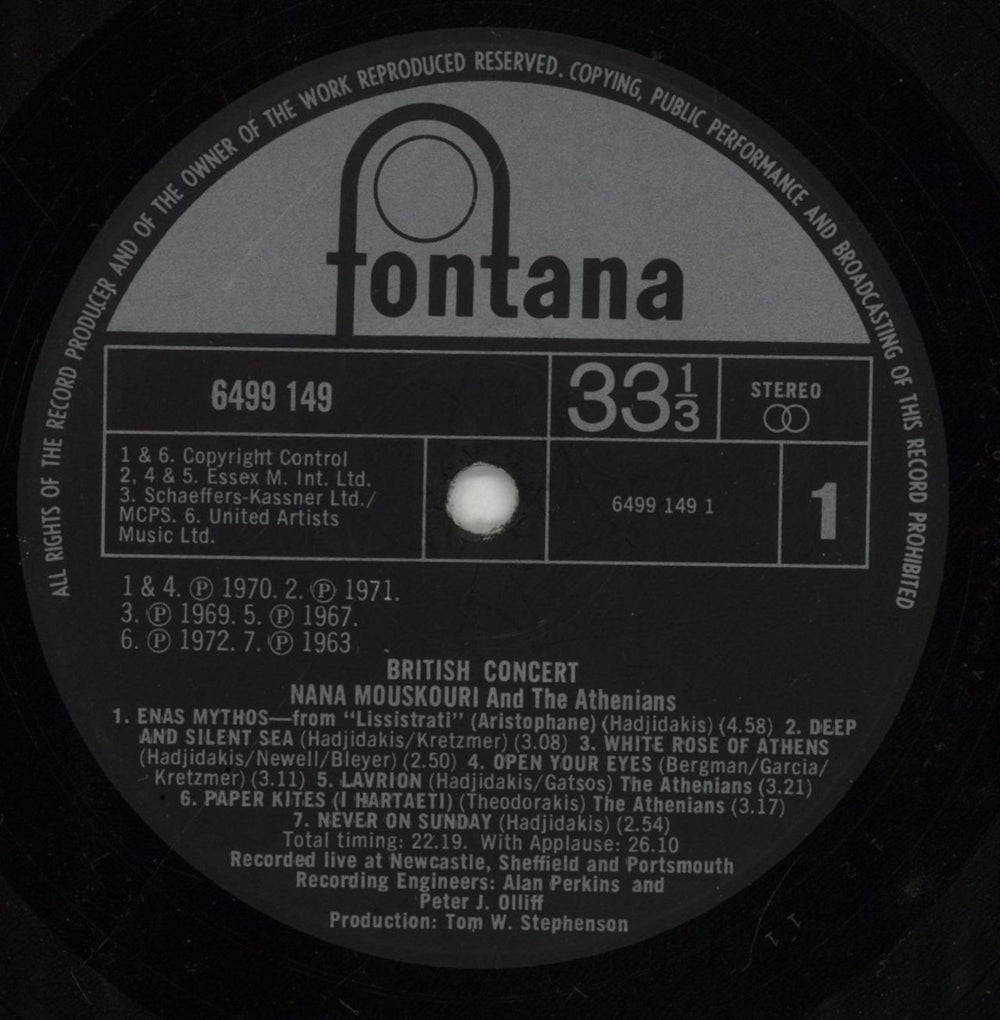 ALL RIGHTS OF THE RECORD PRODUCER AND OF THE OWNER OF THE WORK REPRODUCED RESERVED. COPYING, PUBLIC PERFORMANCE AND BROADCASTING OF THIS RECORD PROHIBITED
fontana
6499 149
33 1/3
STEREO
1 & 6. Copyright Control
2, 4 & 5. Essex M. Int. Ltd.
3. Schaeffers-Kassner Ltd./
MCPS. 6. United Artists
Music Ltd.
6499 149 1
1
1 & 4. ℗ 1970. 2. ℗ 1971.
3. ℗ 1969. 5. ℗ 1967.
6. ℗ 1972. 7. ℗ 1963
BRITISH CONCERT
NANA MOUSKOURI And The Athenians
1. ENAS MYTHOS—from "Lissistrati" (Aristophane) (Hadjidakis) (4.58) 2. DEEP
AND SILENT SEA (Hadjidakis/Kretzmer) (3.08) 3. WHITE ROSE OF ATHENS
(Hadjidakis/Newell/Bleyer) (2.50) 4. OPEN YOUR EYES (Bergman/Garcia/
Kretzmer) (3.11) 5. LAVRION (Hadjidakis/Gatsos) The Athenians (3.21)
6. PAPER KITES (I HARTAETI) (Theodorakis) The Athenians (3.17)
7. NEVER ON SUNDAY (Hadjidakis) (2.54)
Total timing: 22.19. With Applause: 26.10
Recorded live at Newcastle, Sheffield and Portsmouth
Recording Engineers: Alan Perkins and
Peter J. Olliff
Production: Tom W. Stephenson